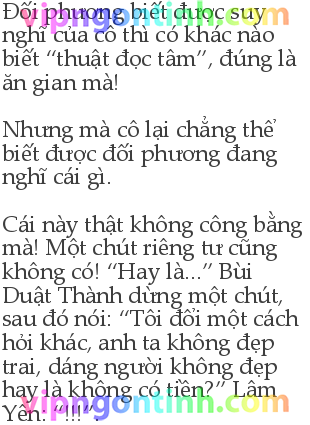 Đối phương biết được suy
vipngontinh.com
nghĩ của cô thì có khác nào
biết “thuật đọc tâm”, đúng là
ăn gian mà!
Nhưng mà cô lại chẳng thể
biết được đối phương đang
nghĩ cái gì.
Cái này thật không công bằng
mà! Một chút riêng tư cũng
không có! “Hay là...” Bùi
Duật Thành dừng một chút,
sau đó nói: “Tôi đổi một cách
hỏi khác, anh ta không đẹp
trai, dáng người không đẹp
hay là không có tiền?” Lâm
vipngontinh.com
Yên: “!!!”.